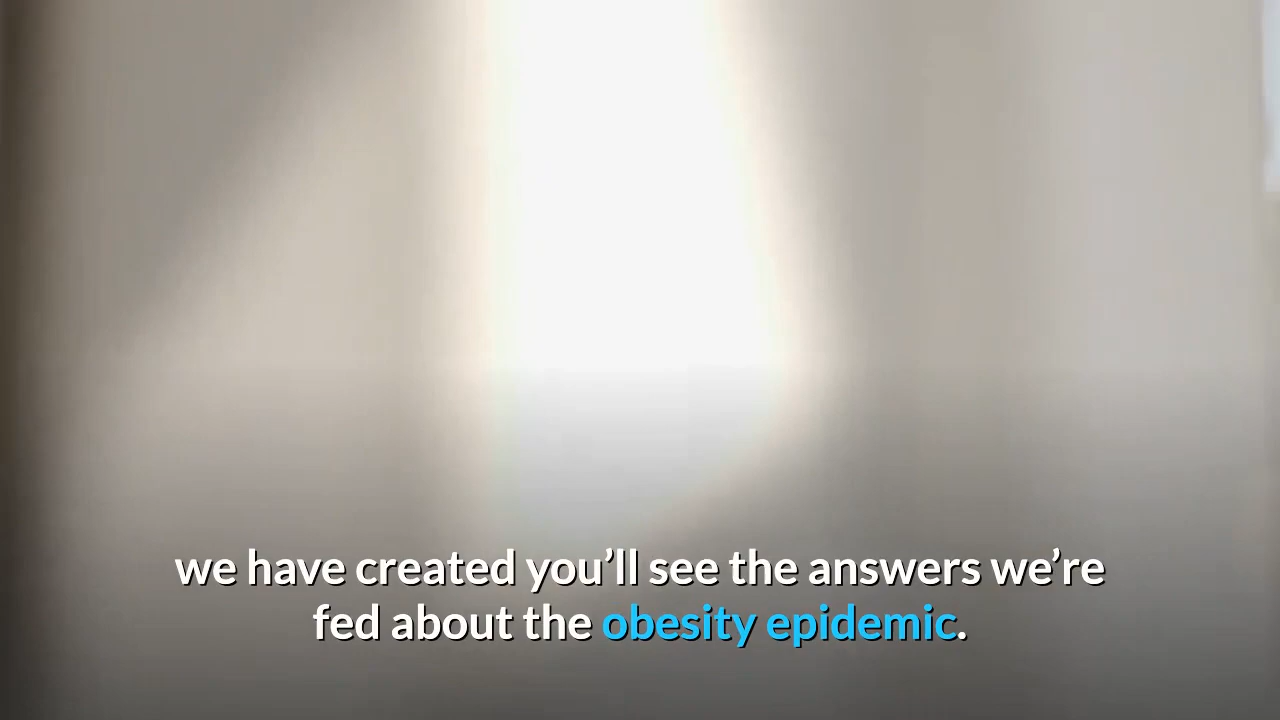 we have created you’ll see the answers we’re
fed about the obesity epidemic.